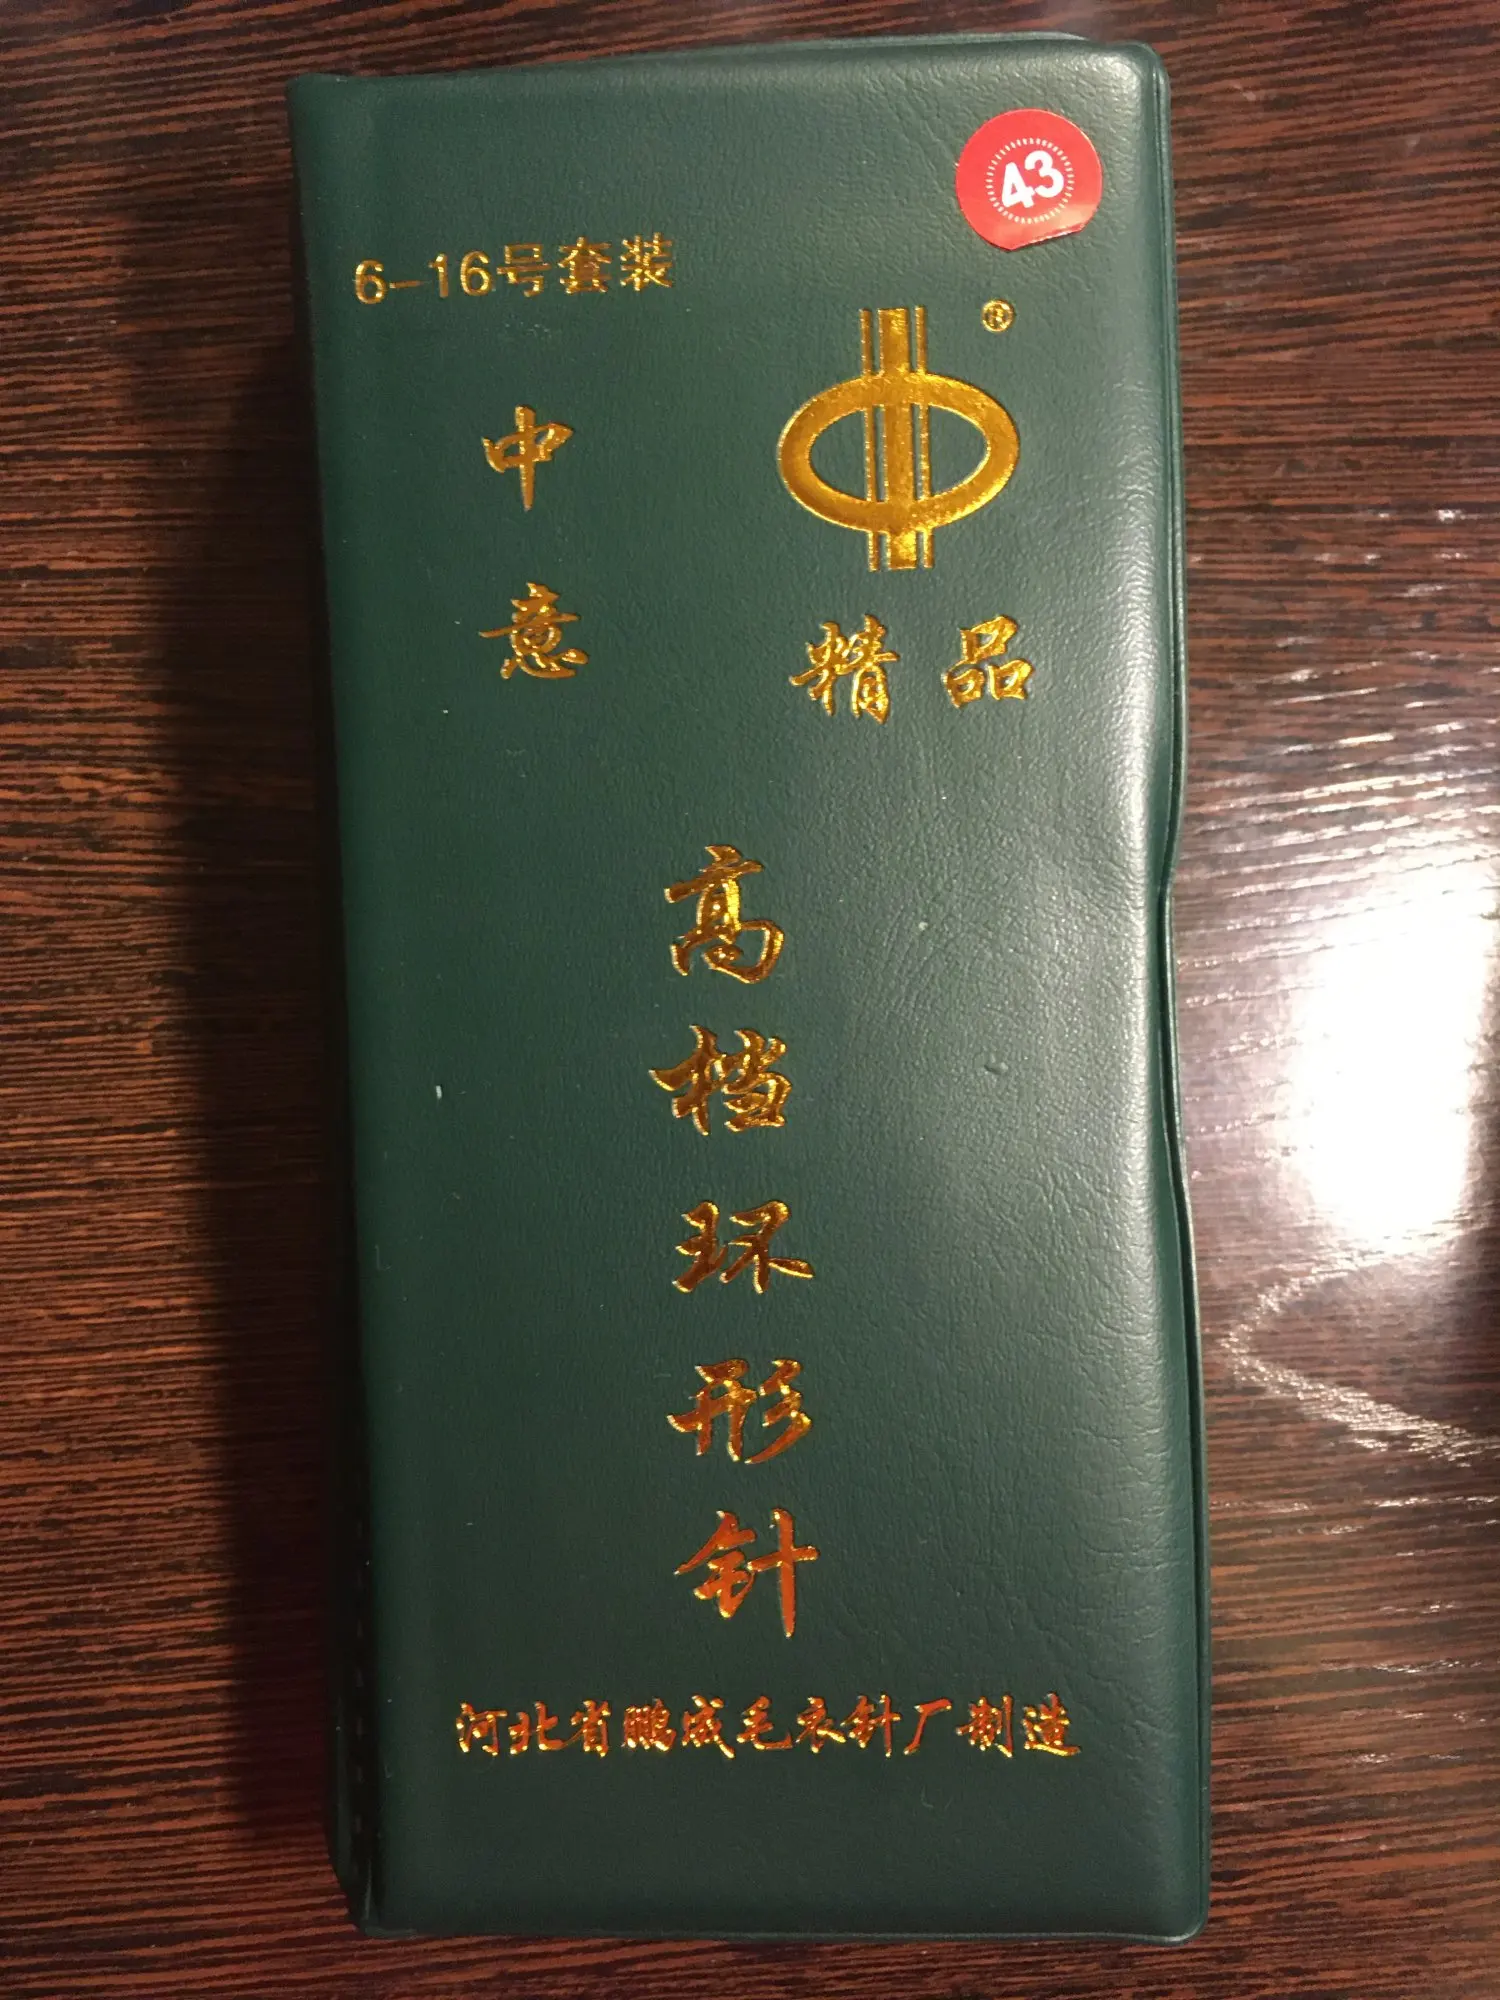 43
6-16号套装
®
中意
精品
高档环形针
河北省鹏成毛衣针厂制造